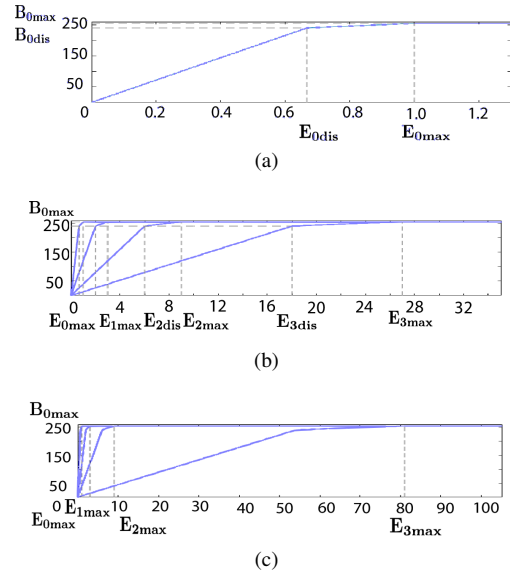 B0max
250
B0dis
150
50
0 0.2 0.4 0.6 0.8 1.0 1.2
E0dis E0max
(a)
B0max
250
150
50
4 8 12 16 20 24 28 32
E0max E1max E2dis E2max E3dis E3max
(b)
B0max
250
150
50
0 10 20 30 40 50 60 70 80 90 100
E1max
E0max E2max E3max
(c)